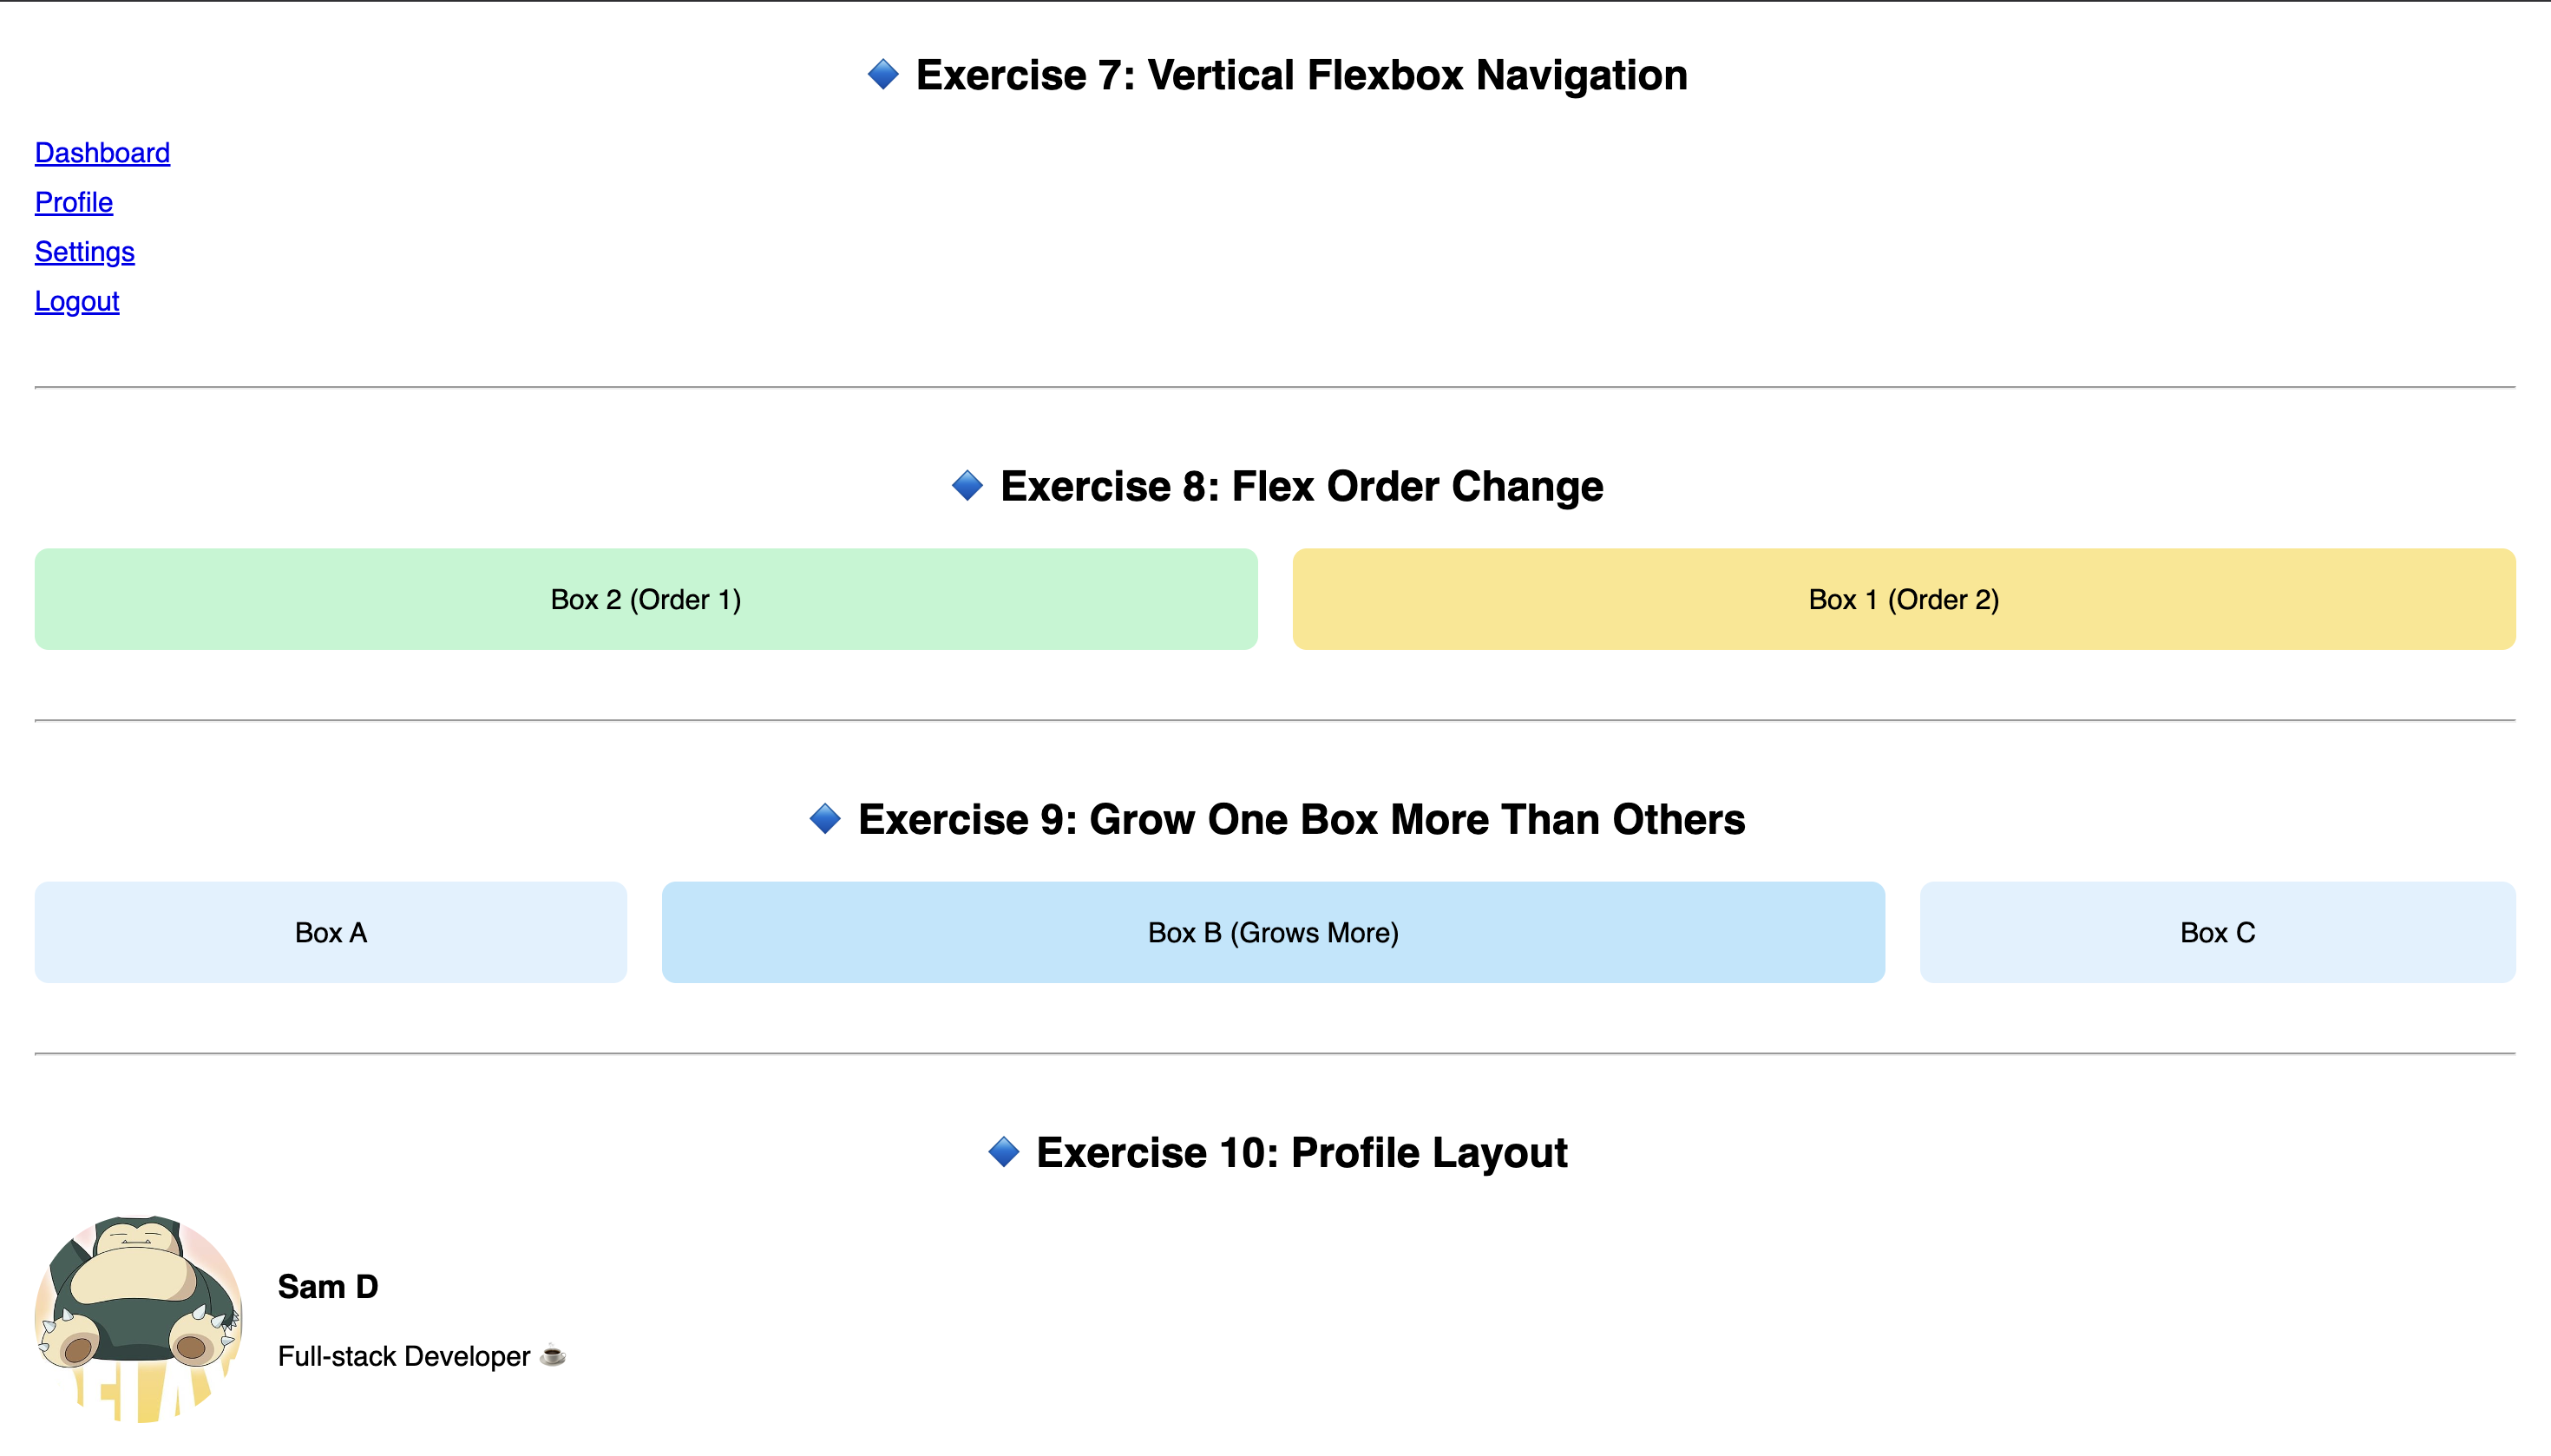 🔹 Exercise 7: Vertical Flexbox Navigation
Dashboard
Profile
Settings
Logout
🔹 Exercise 8: Flex Order Change
Box 2 (Order 1)
Box 1 (Order 2)
🔹 Exercise 9: Grow One Box More Than Others
Box A
Box B (Grows More)
Box C
🔹 Exercise 10: Profile Layout
Sam D
Full-stack Developer ☕